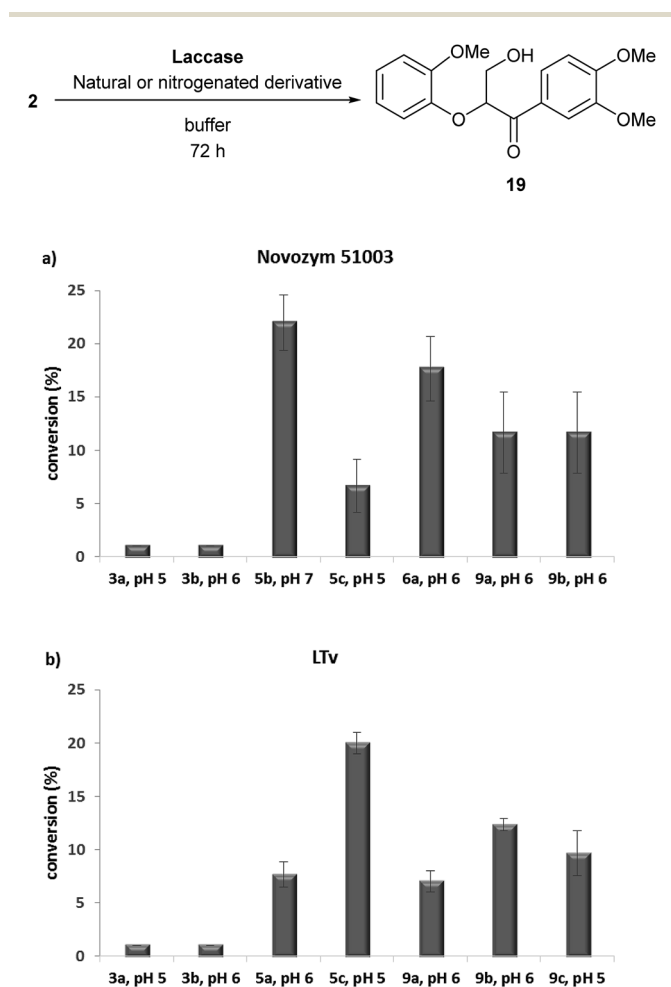 Laccase
Natural or nitrogenated derivative
2
buffer
72 h
OMe
OH
OMe
O
OMe
O
19
a)
Novozym 51003
conversion (%)
25
20
15
10
5
0
3a, pH 5 3b, pH 6 5b, pH 7 5c, pH 5 6a, pH 6 9a, pH 6 9b, pH 6
b)
LTv
conversion (%)
25
20
15
10
5
0
3a, pH 5 3b, pH 6 5a, pH 6 5c, pH 5 9a, pH 6 9b, pH 6 9c, pH 5